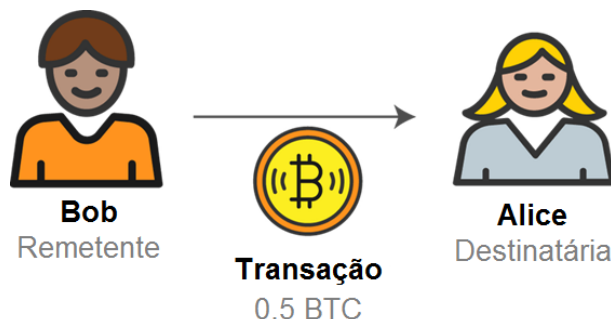 Bob
Remetente
Transação
0.5 BTC
Alice
Destinatária